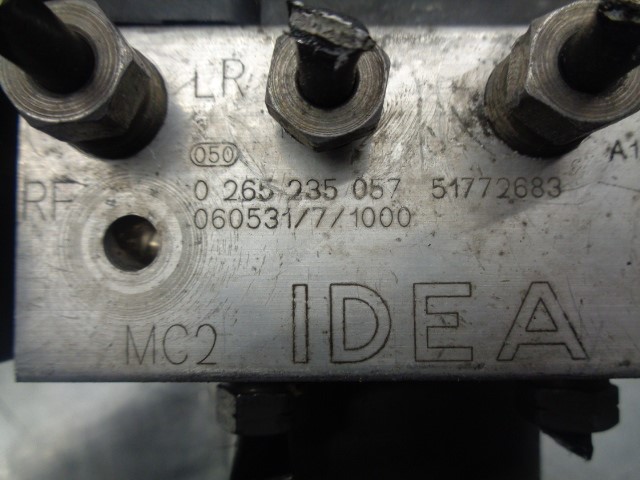 LR
050
RF 0 265 235 057 51772683 A1
060531/7/1000
MC2 IDEA